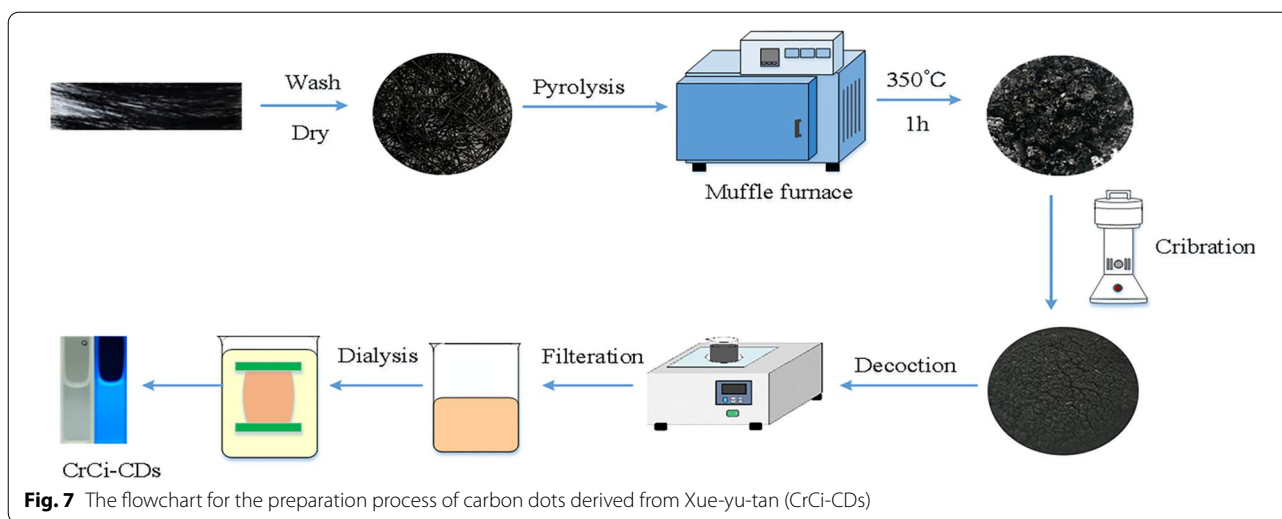 Wash
Dry
Pyrolysis
Muffle furnace
350°C
1h
Cribration
Decoction
Filteration
Dialysis
CrCi-CDs
Fig. 7 The flowchart for the preparation process of carbon dots derived from Xue-yu-tan (CrCi-CDs)